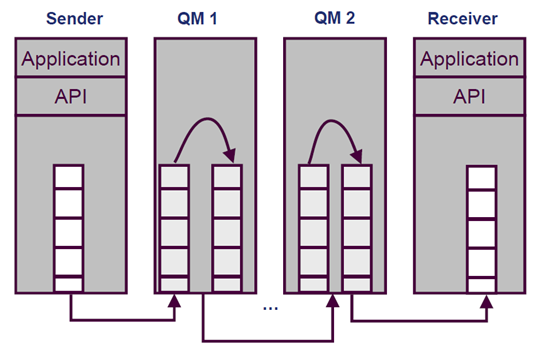 Sender QM 1 QM 2 Receiver
Application Application
API API
...